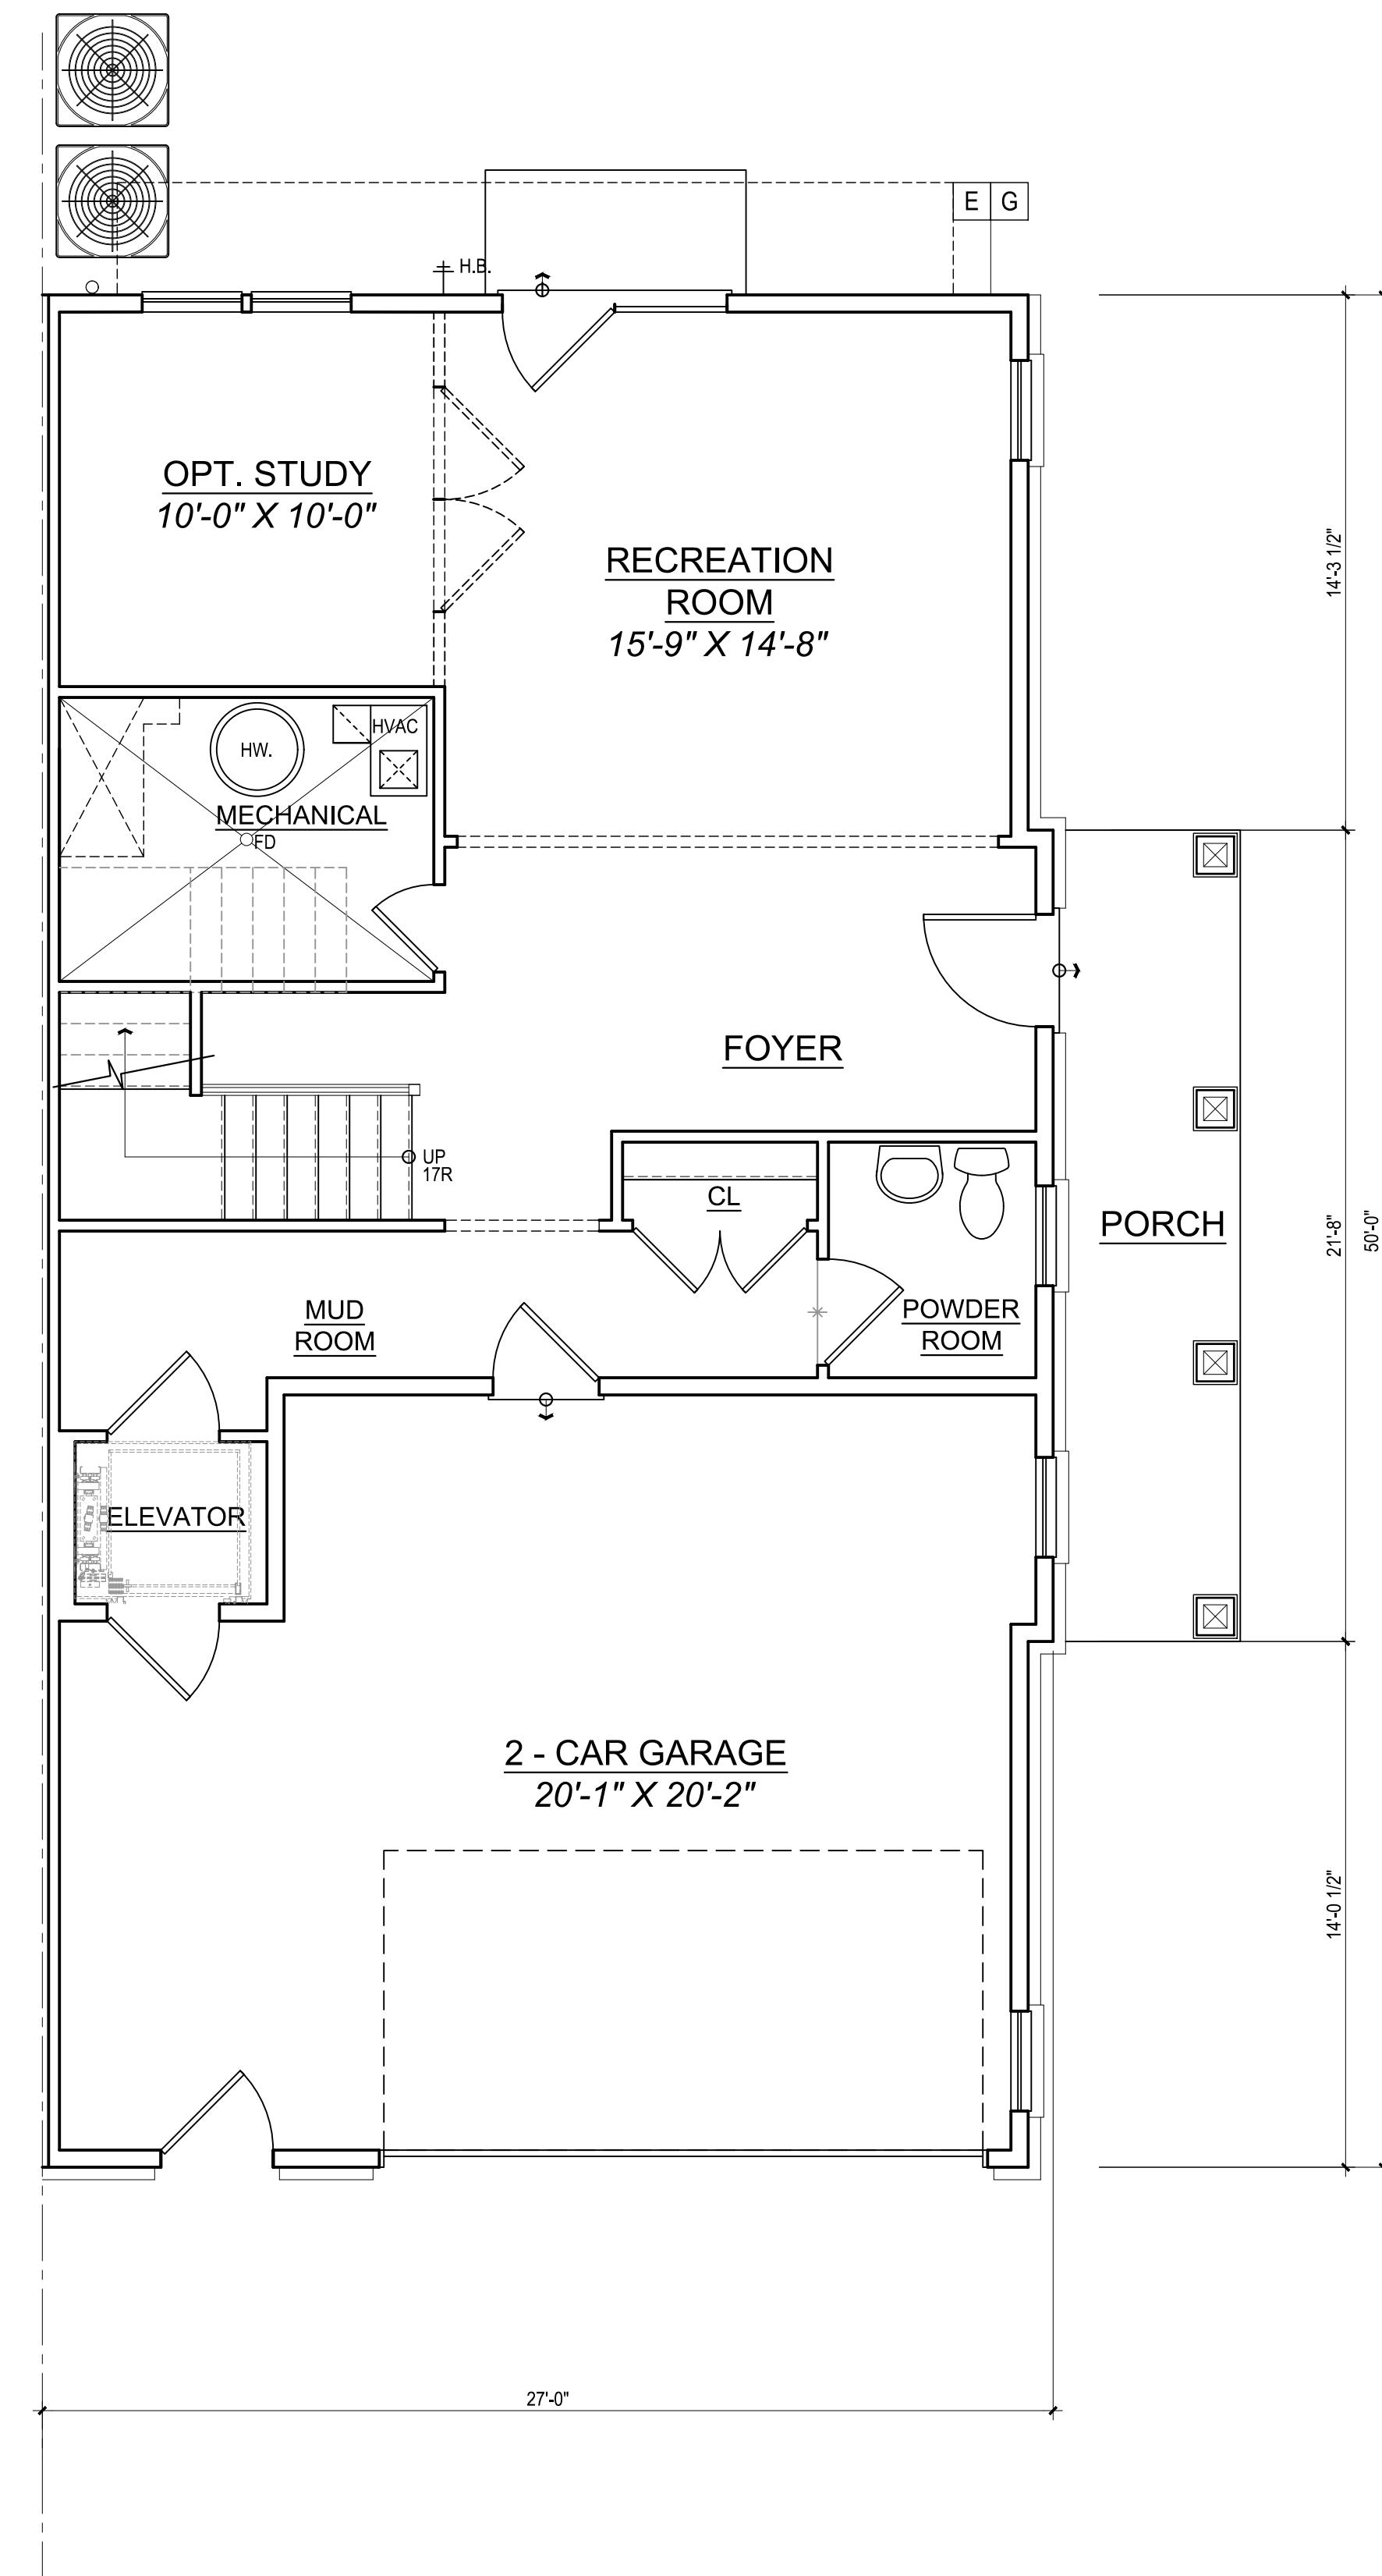 E G
H.B.
OPT. STUDY
10'-0" X 10'-0"
RECREATION
ROOM
15'-9" X 14'-8"
14'-3 1/2"
HVAC
HW.
MECHANICAL
FD
FOYER
UP
17R
CL
PORCH
21'-8"
50'-0"
MUD
ROOM
POWDER
ROOM
ELEVATOR
2 - CAR GARAGE
20'-1" X 20'-2"
14'-0 1/2"
27'-0"